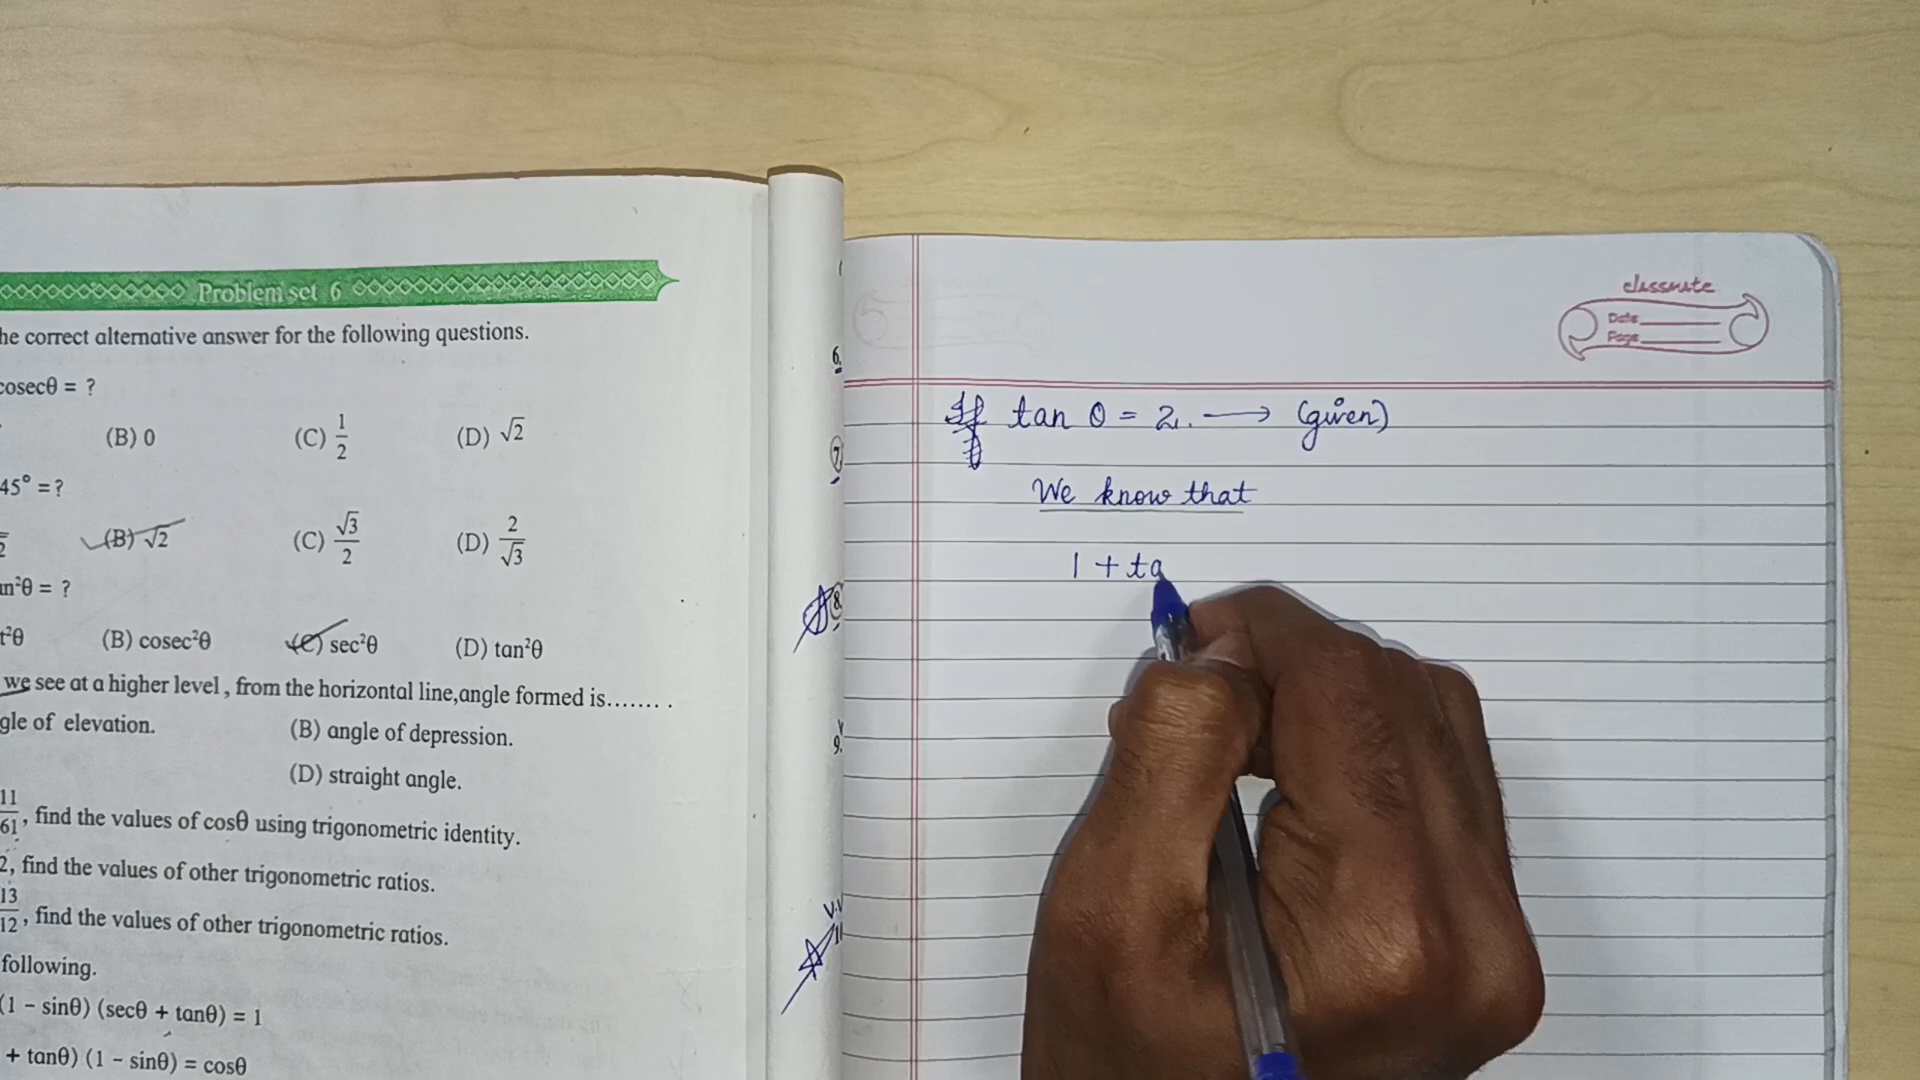 Problem set 6
he correct alternative answer for the following questions.
cosecθ = ?
(B) 0 (C) 1/2 (D) √2
45° = ?
(B) √2 (C) √3/2 (D) 2/√3
n²θ = ?
t²θ (B) cosec²θ (C) sec²θ (D) tan²θ
we see at a higher level, from the horizontal line,angle formed is....... .
gle of elevation. (B) angle of depression.
(D) straight angle.
11/61, find the values of cosθ using trigonometric identity.
2, find the values of other trigonometric ratios.
13/12, find the values of other trigonometric ratios.
following.
(1 - sinθ) (secθ + tanθ) = 1
+ tanθ) (1 - sinθ) = cosθ
6.
7
8.
9.
classmate
Date
Page
If tan θ = 2. ⟶ (given)
We know that
1 + ta